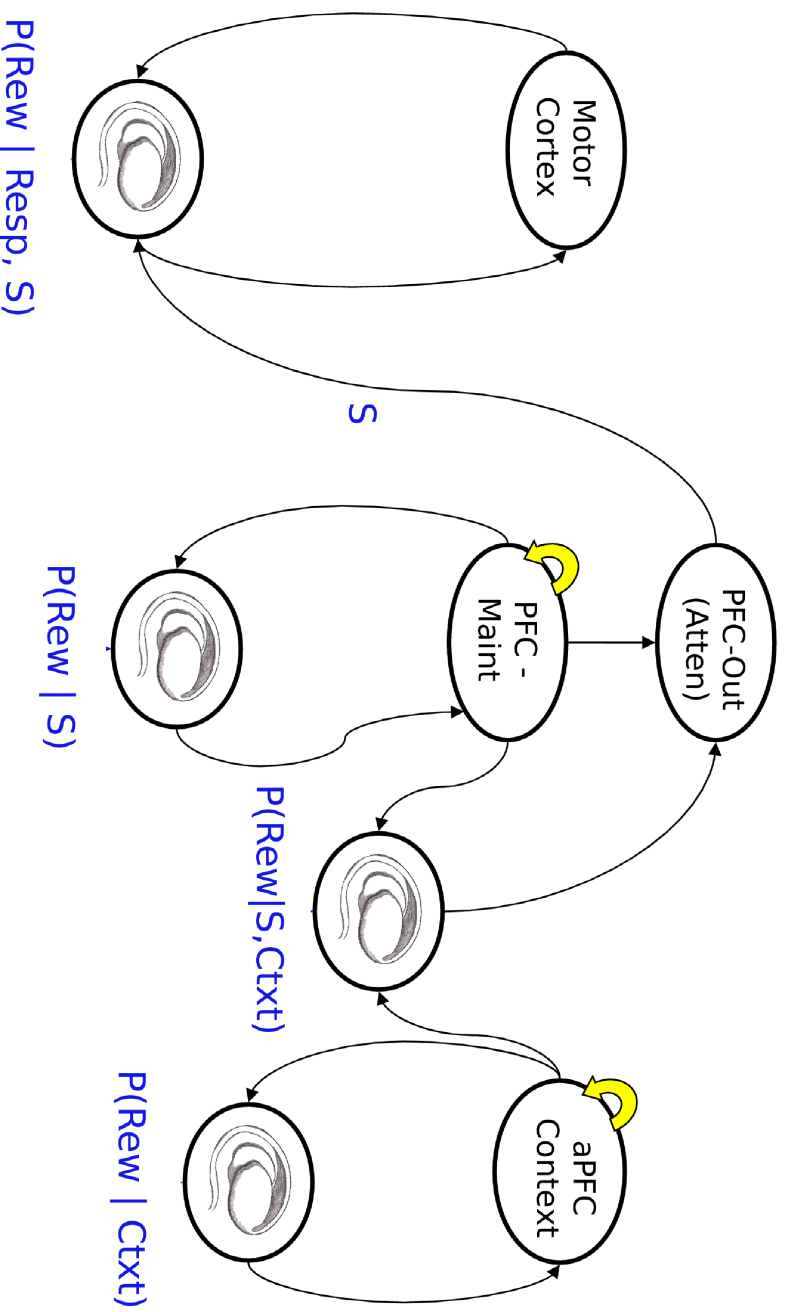 PFC-Out
(Atten)
Motor
Cortex
PFC -
Maint
aPFC
Context
S
P(Rew|S,Ctxt)
P(Rew | Resp, S)
P(Rew | S)
P(Rew | Ctxt)